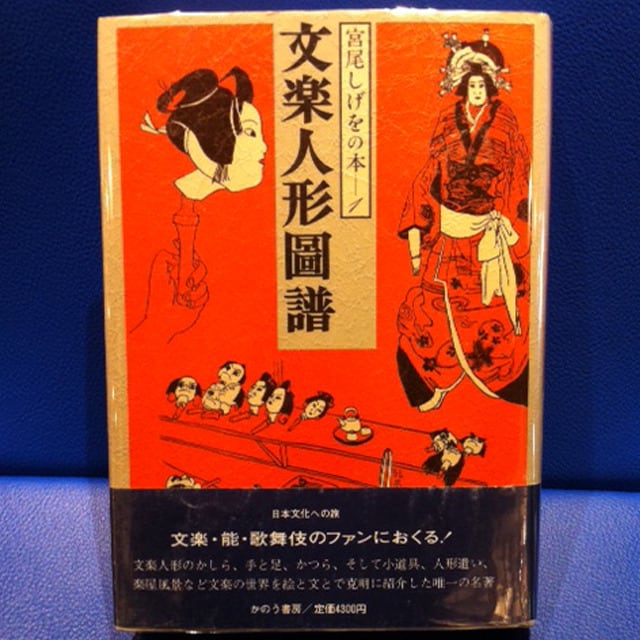 宮尾しげをの本—1
文楽人形圖譜
日本文化への旅
文楽・能・歌舞伎のファンにおくる!
文楽人形のかしら、手と足、かつら、そして小道具、人形遣い、
楽屋風景など文楽の世界を絵と文とで克明に紹介した唯一の名著
かのう書房/定価4300円